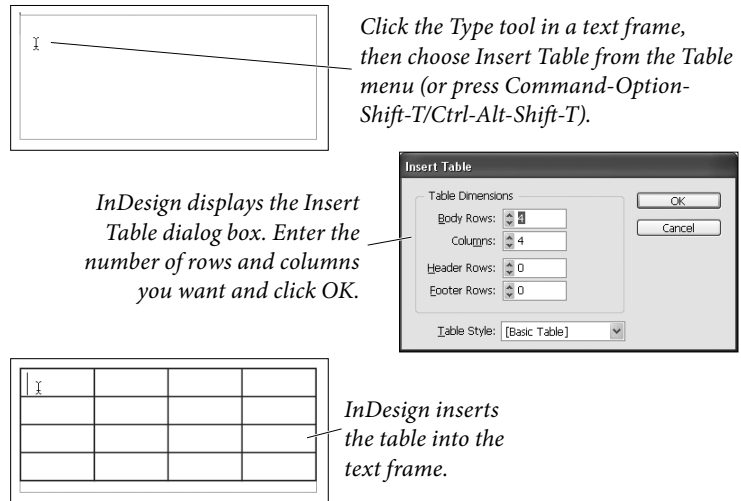 Click the Type tool in a text frame,
then choose Insert Table from the Table
menu (or press Command-Option-
Shift-T/Ctrl-Alt-Shift-T).
InDesign displays the Insert
Table dialog box. Enter the
number of rows and columns
you want and click OK.
Insert Table
Table Dimensions
Body Rows: 4
Columns: 4
Header Rows: 0
Footer Rows: 0
Table Style: [Basic Table]
OK
Cancel
InDesign inserts
the table into the
text frame.